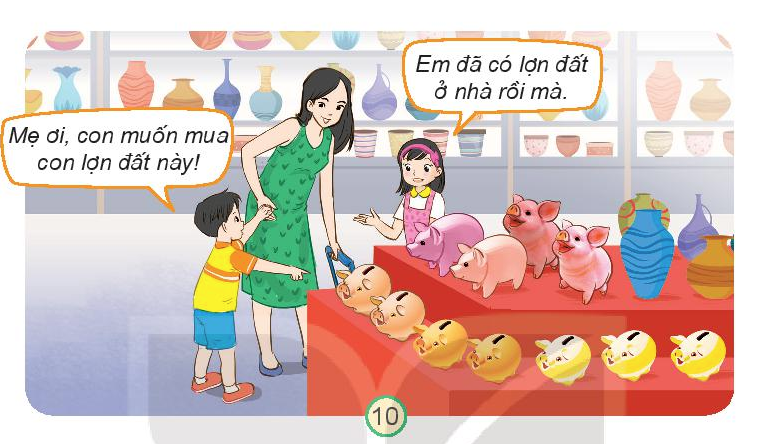 Mẹ ơi, con muốn mua
con lợn đất này!
Em đã có lợn đất
ở nhà rồi mà.
10